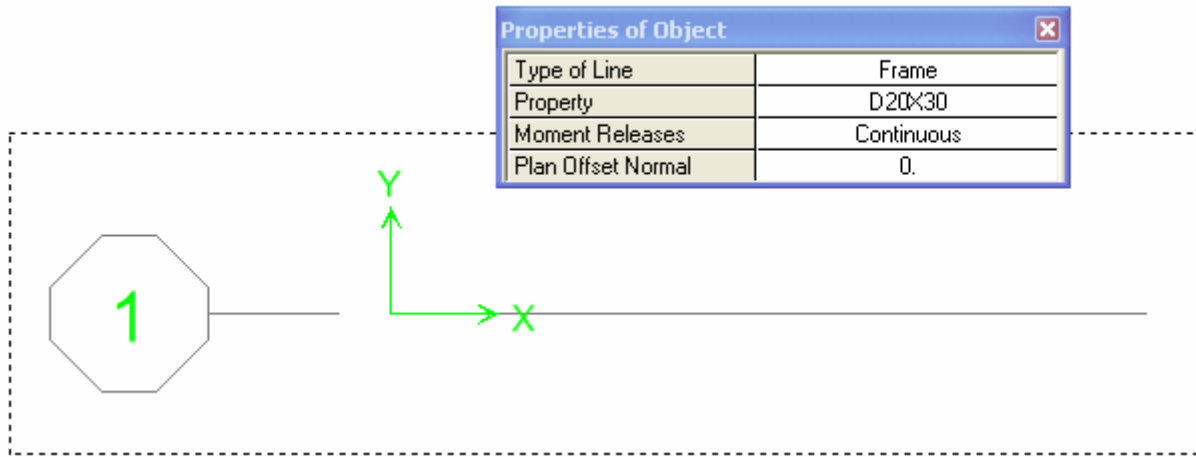 Properties of Object
Type of Line Frame
Property D20X30
Moment Releases Continuous
Plan Offset Normal 0.
Y
1
X